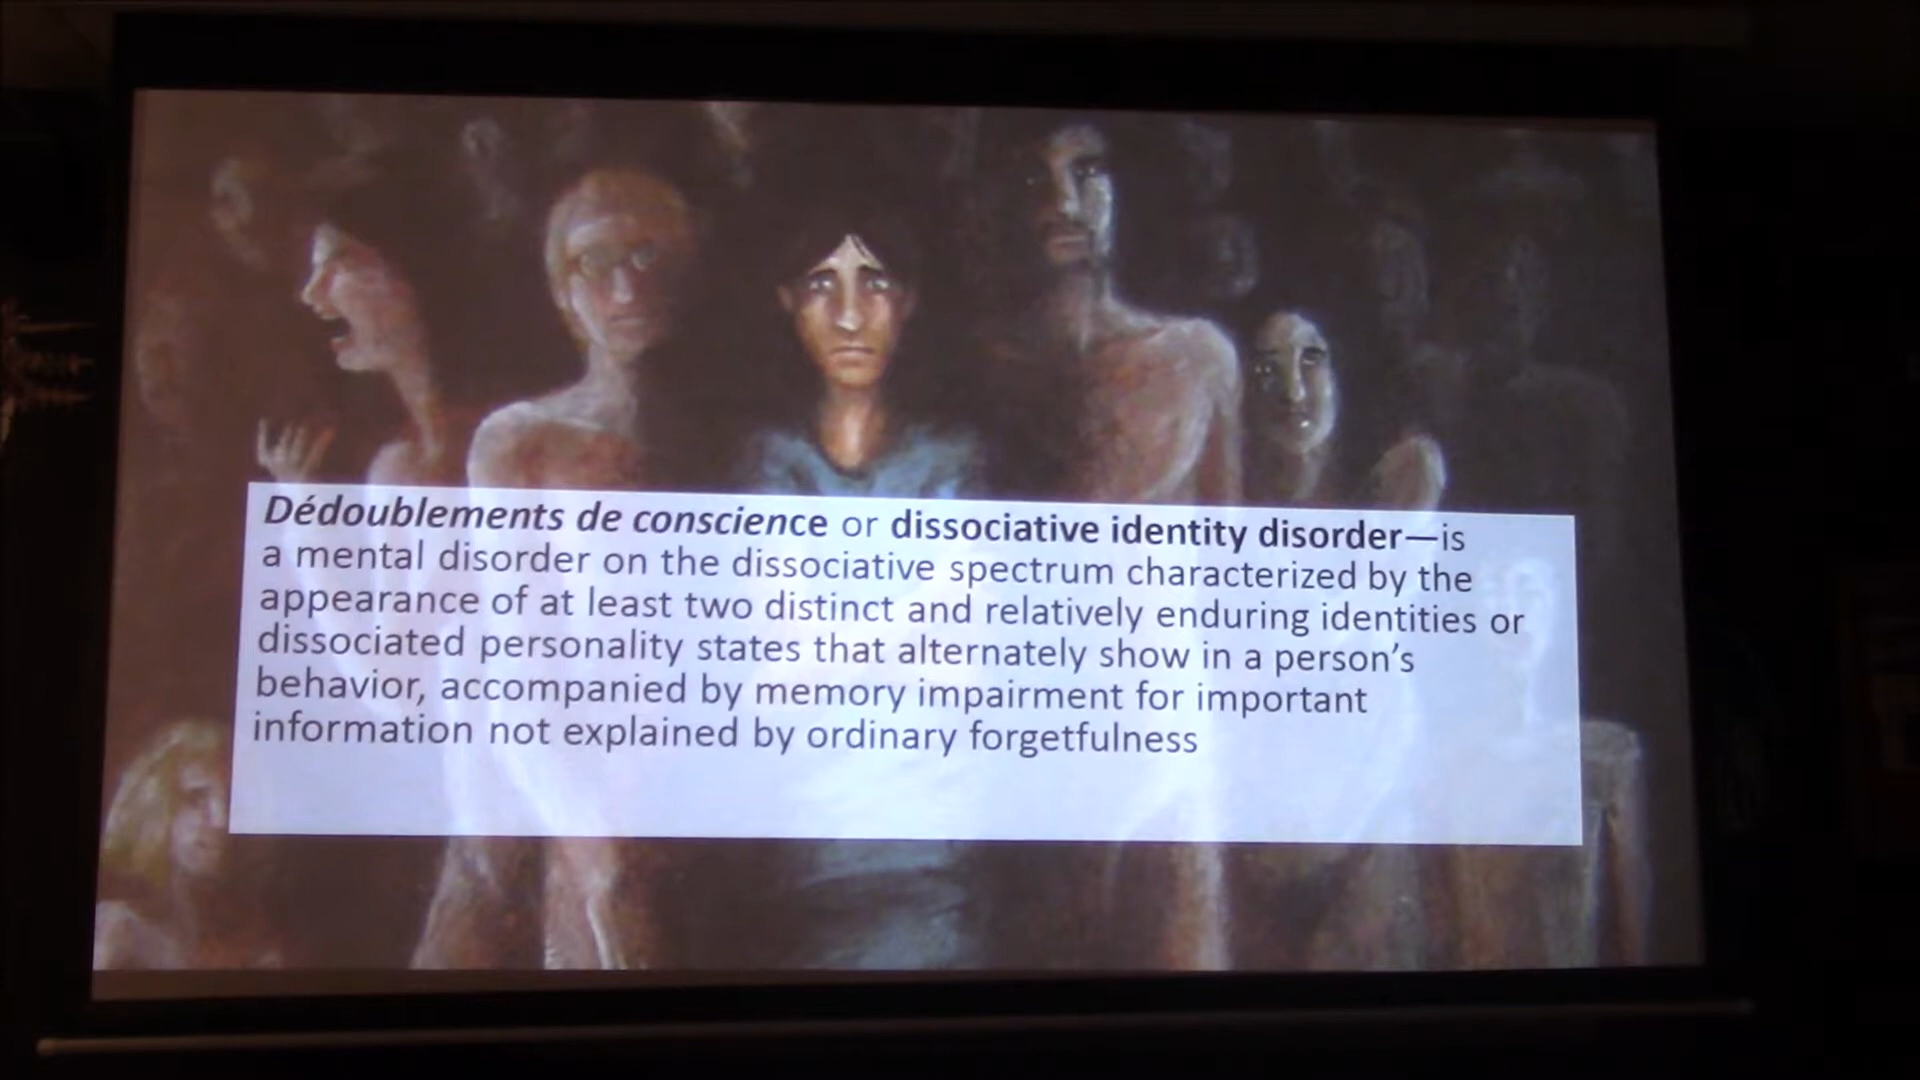 Dédoublements de conscience or dissociative identity disorder—is
a mental disorder on the dissociative spectrum characterized by the
appearance of at least two distinct and relatively enduring identities or
dissociated personality states that alternately show in a person’s
behavior, accompanied by memory impairment for important
information not explained by ordinary forgetfulness